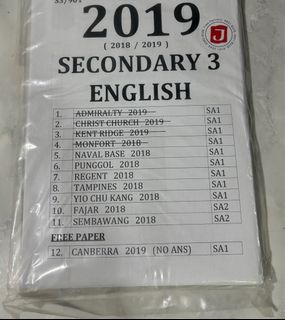 S3/901
2019
( 2018 / 2019 )
SECONDARY 3
ENGLISH
1. ADMIRALTY 2019 SA1
2. CHRIST CHURCH 2019 SA1
3. KENT RIDGE 2019 SA1
4. MONFORT 2018 SA1
5. NAVAL BASE 2018 SA1
6. PUNGGOL 2018 SA1
7. REGENT 2018 SA1
8. TAMPINES 2018 SA1
9. YIO CHU KANG 2018 SA1
10. FAJAR 2018 SA2
11. SEMBAWANG 2018 SA2
FREE PAPER
12. CANBERRA 2019 (NO ANS) SA1